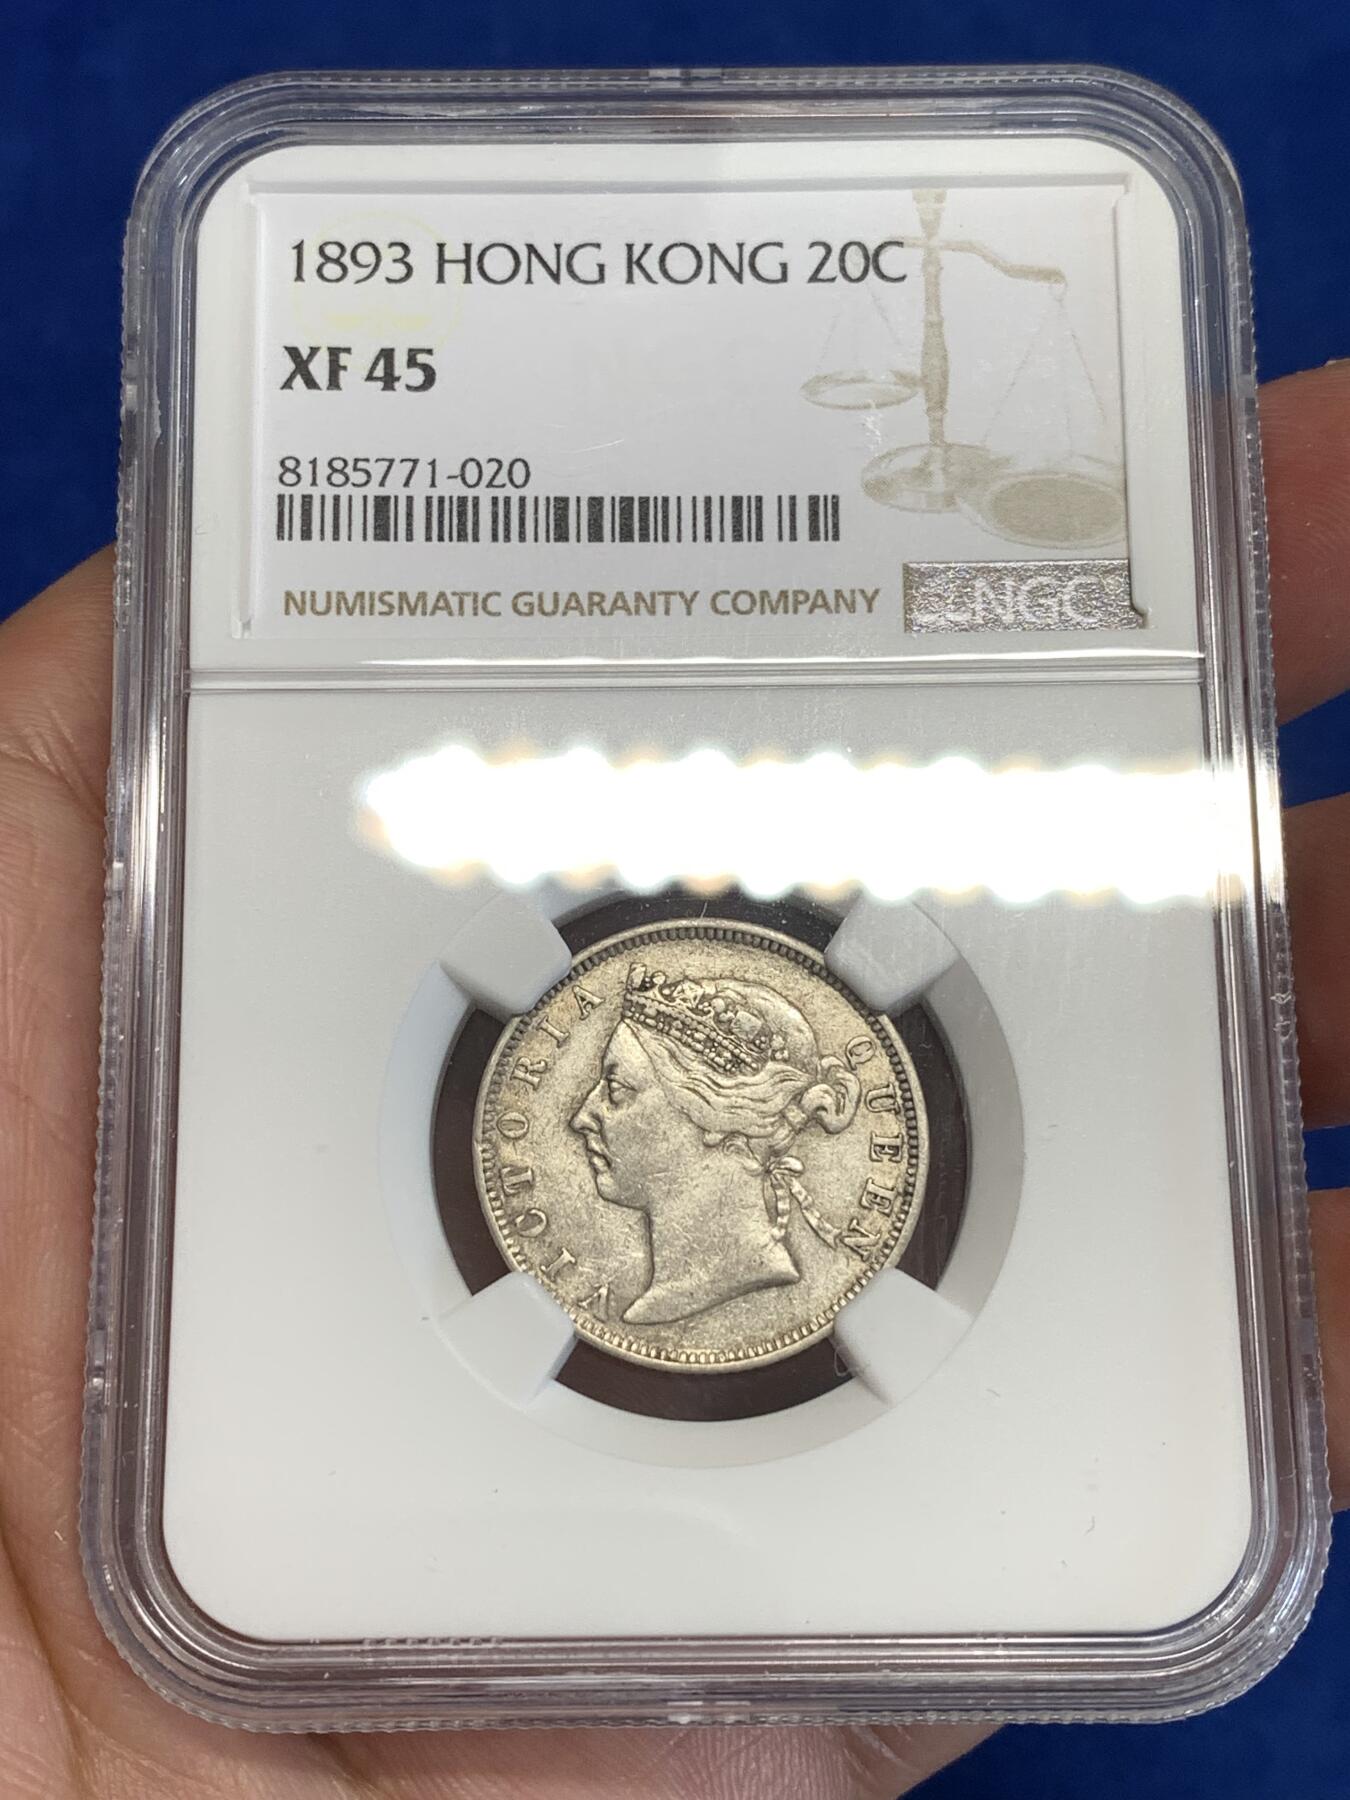 1893 HONG KONG 20C
XF 45
8185771-020
NUMISMATIC GUARANTY COMPANY
NGC
VICTORIA QUEEN